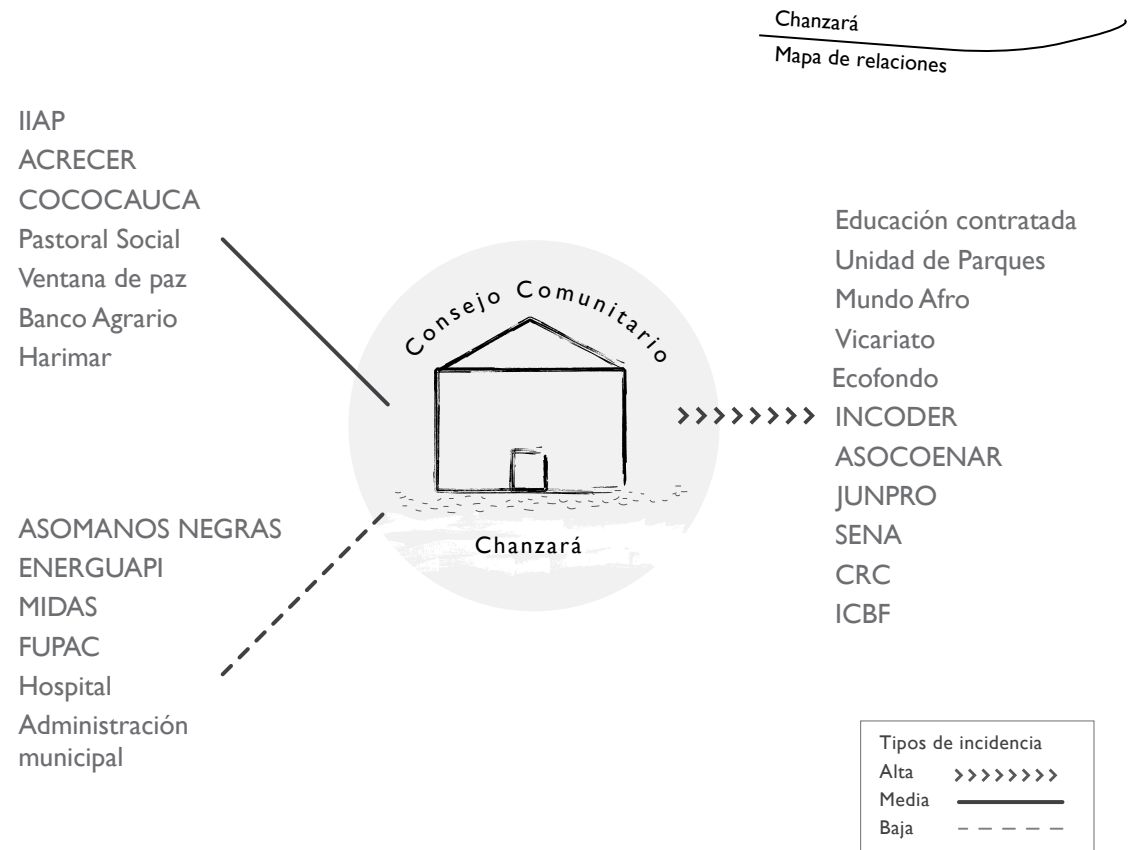 Chanzará
Mapa de relaciones
IIAP
ACRECER
COCOCAUCA
Pastoral Social
Ventana de paz
Banco Agrario
Harimar
ASOMANOS NEGRAS
ENERGUAPI
MIDAS
FUPAC
Hospital
Administración
municipal
Consejo Comunitario
Chanzará
Educación contratada
Unidad de Parques
Mundo Afro
Vicariato
Ecofondo
INCODER
ASOCOENAR
JUNPRO
SENA
CRC
ICBF
Tipos de incidencia
Alta
Media
Baja